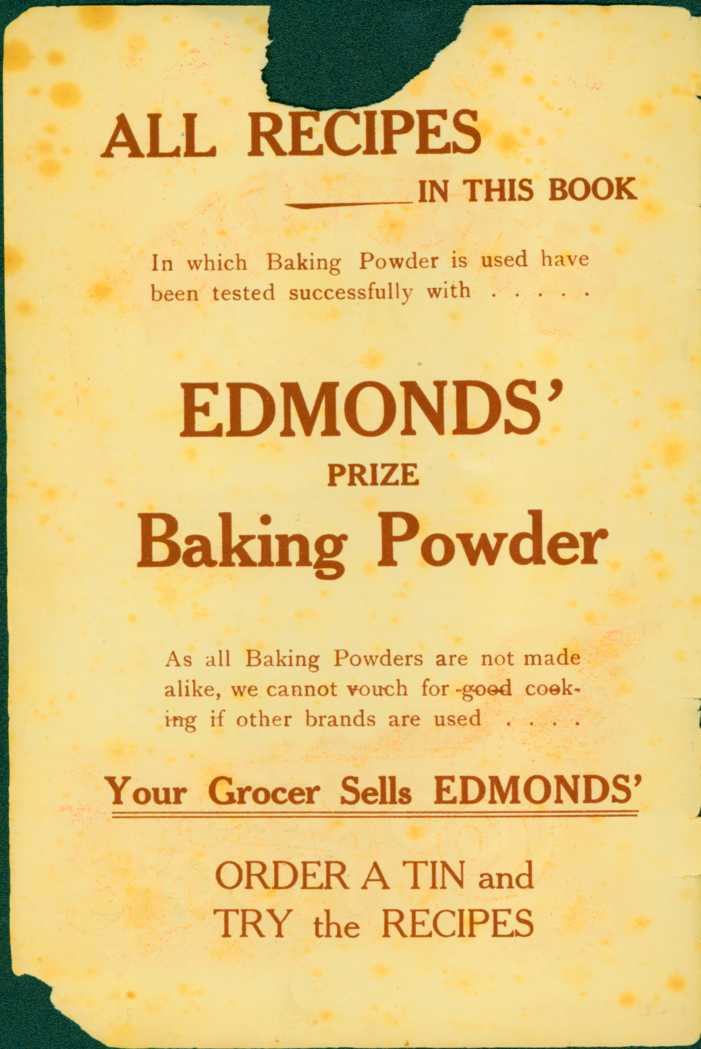 ALL RECIPES
IN THIS BOOK
In which Baking Powder is used have
been tested successfully with . . . . .
EDMONDS’
PRIZE
Baking Powder
As all Baking Powders are not made
alike, we cannot vouch for good cook-
ing if other brands are used . . . .
Your Grocer Sells EDMONDS’
ORDER A TIN and
TRY the RECIPES